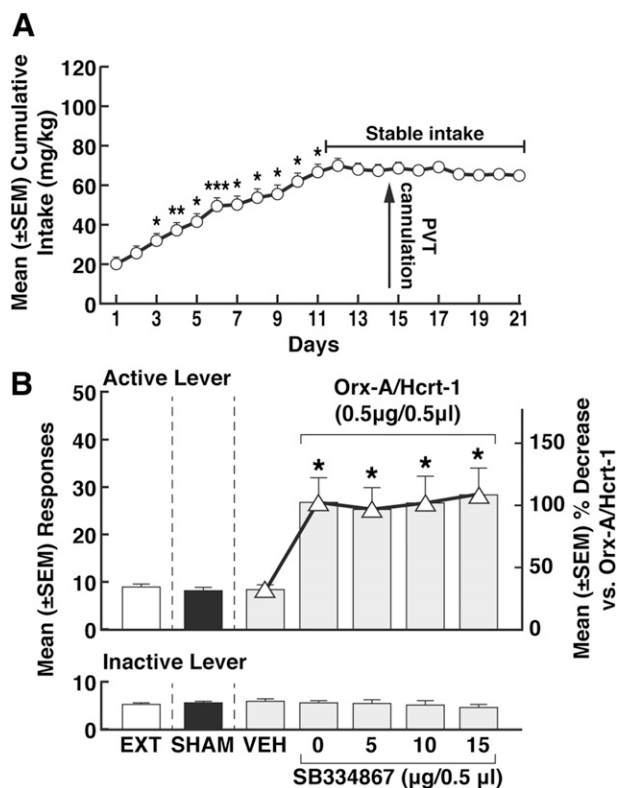 A
Mean (±SEM) Cumulative
Intake (mg/kg)
120
100
80
60
40
20
0
* ** * *** * * * * *
Stable intake
PVT
cannulation
1 3 5 7 9 11 13 15 17 19 21
Days
B
Active Lever
Orx-A/Hcrt-1
(0.5µg/0.5µl)
Mean (±SEM) Responses
50
40
30
20
10
0
* * * *
150
100
50
0
Mean (±SEM) % Decrease
vs. Orx-A/Hcrt-1
Inactive Lever
10
0
EXT SHAM VEH 0 5 10 15
SB334867 (µg/0.5 µl)